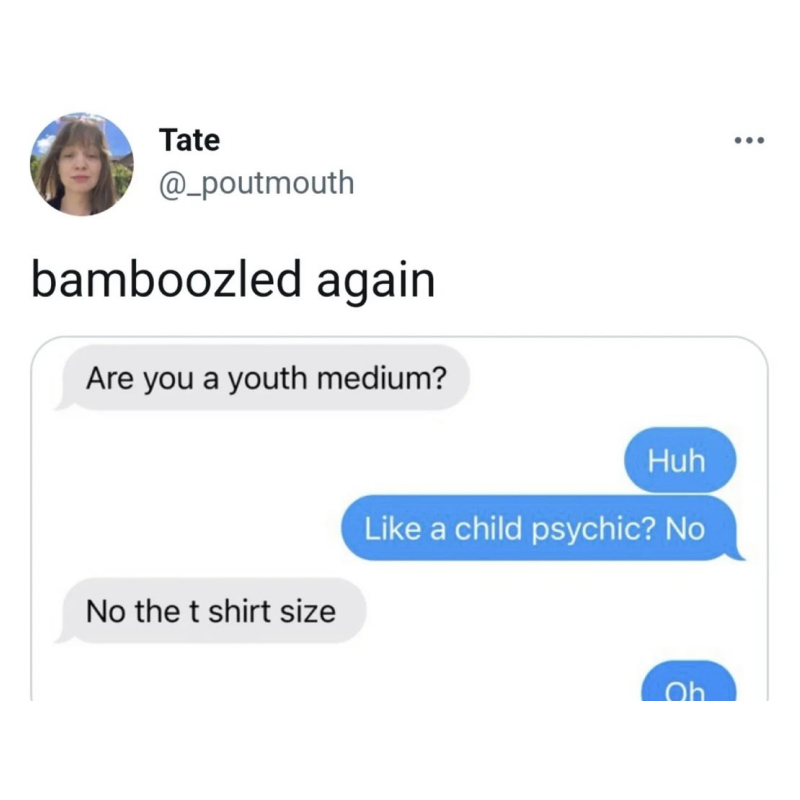 Tate
@_poutmouth
bamboozled again
Are you a youth medium?
Huh
Like a child psychic? No
No the t shirt size
Oh